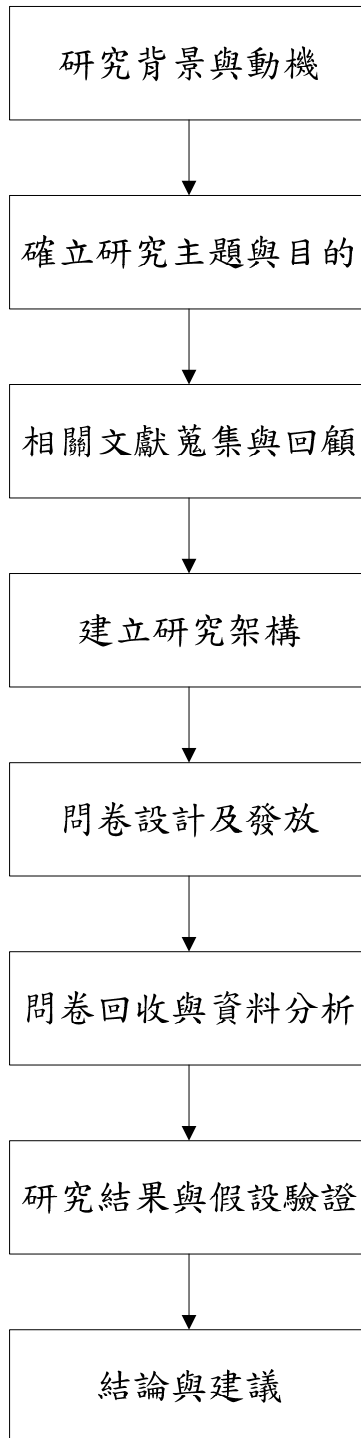 研究背景與動機
確立研究主題與目的
相關文獻蒐集與回顧
建立研究架構
問卷設計及發放
問卷回收與資料分析
研究結果與假設驗證
結論與建議